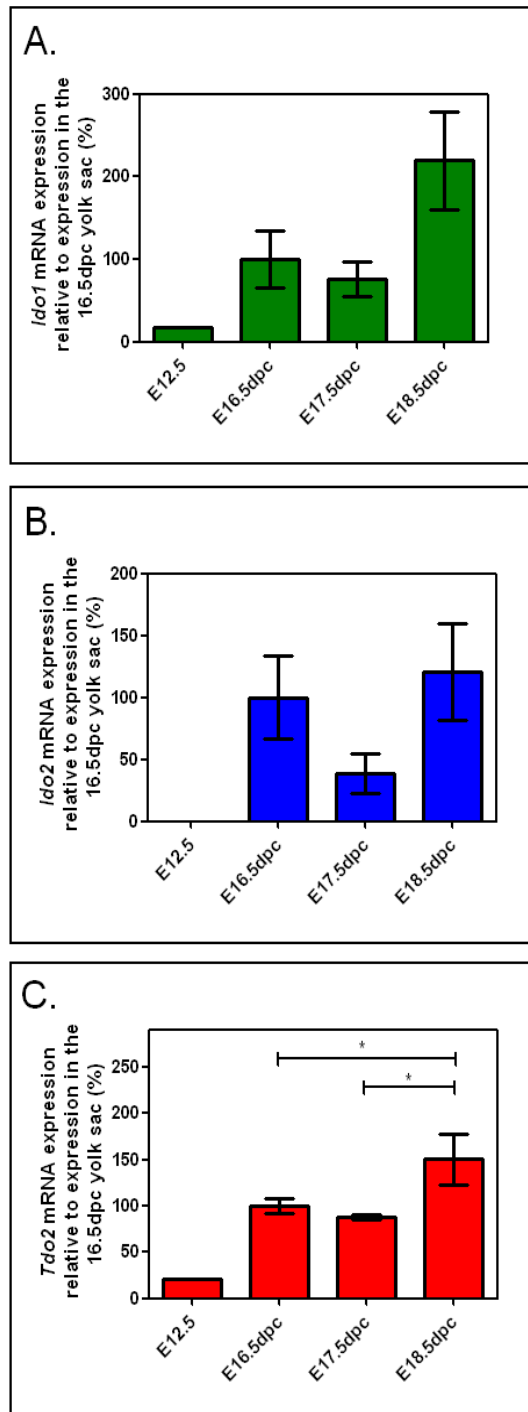 A.
Ido1 mRNA expression
relative to expression in the
16.5dpc yolk sac (%)
300
200
100
0
E12.5
E16.5dpc
E17.5dpc
E18.5dpc
B.
Ido2 mRNA expression
relative to expression in the
16.5dpc yolk sac (%)
200
150
100
50
0
E12.5
E16.5dpc
E17.5dpc
E18.5dpc
C.
Tdo2 mRNA expression
relative to expression in the
16.5dpc yolk sac (%)
250
200
150
100
50
0
*
*
E12.5
E16.5dpc
E17.5dpc
E18.5dpc